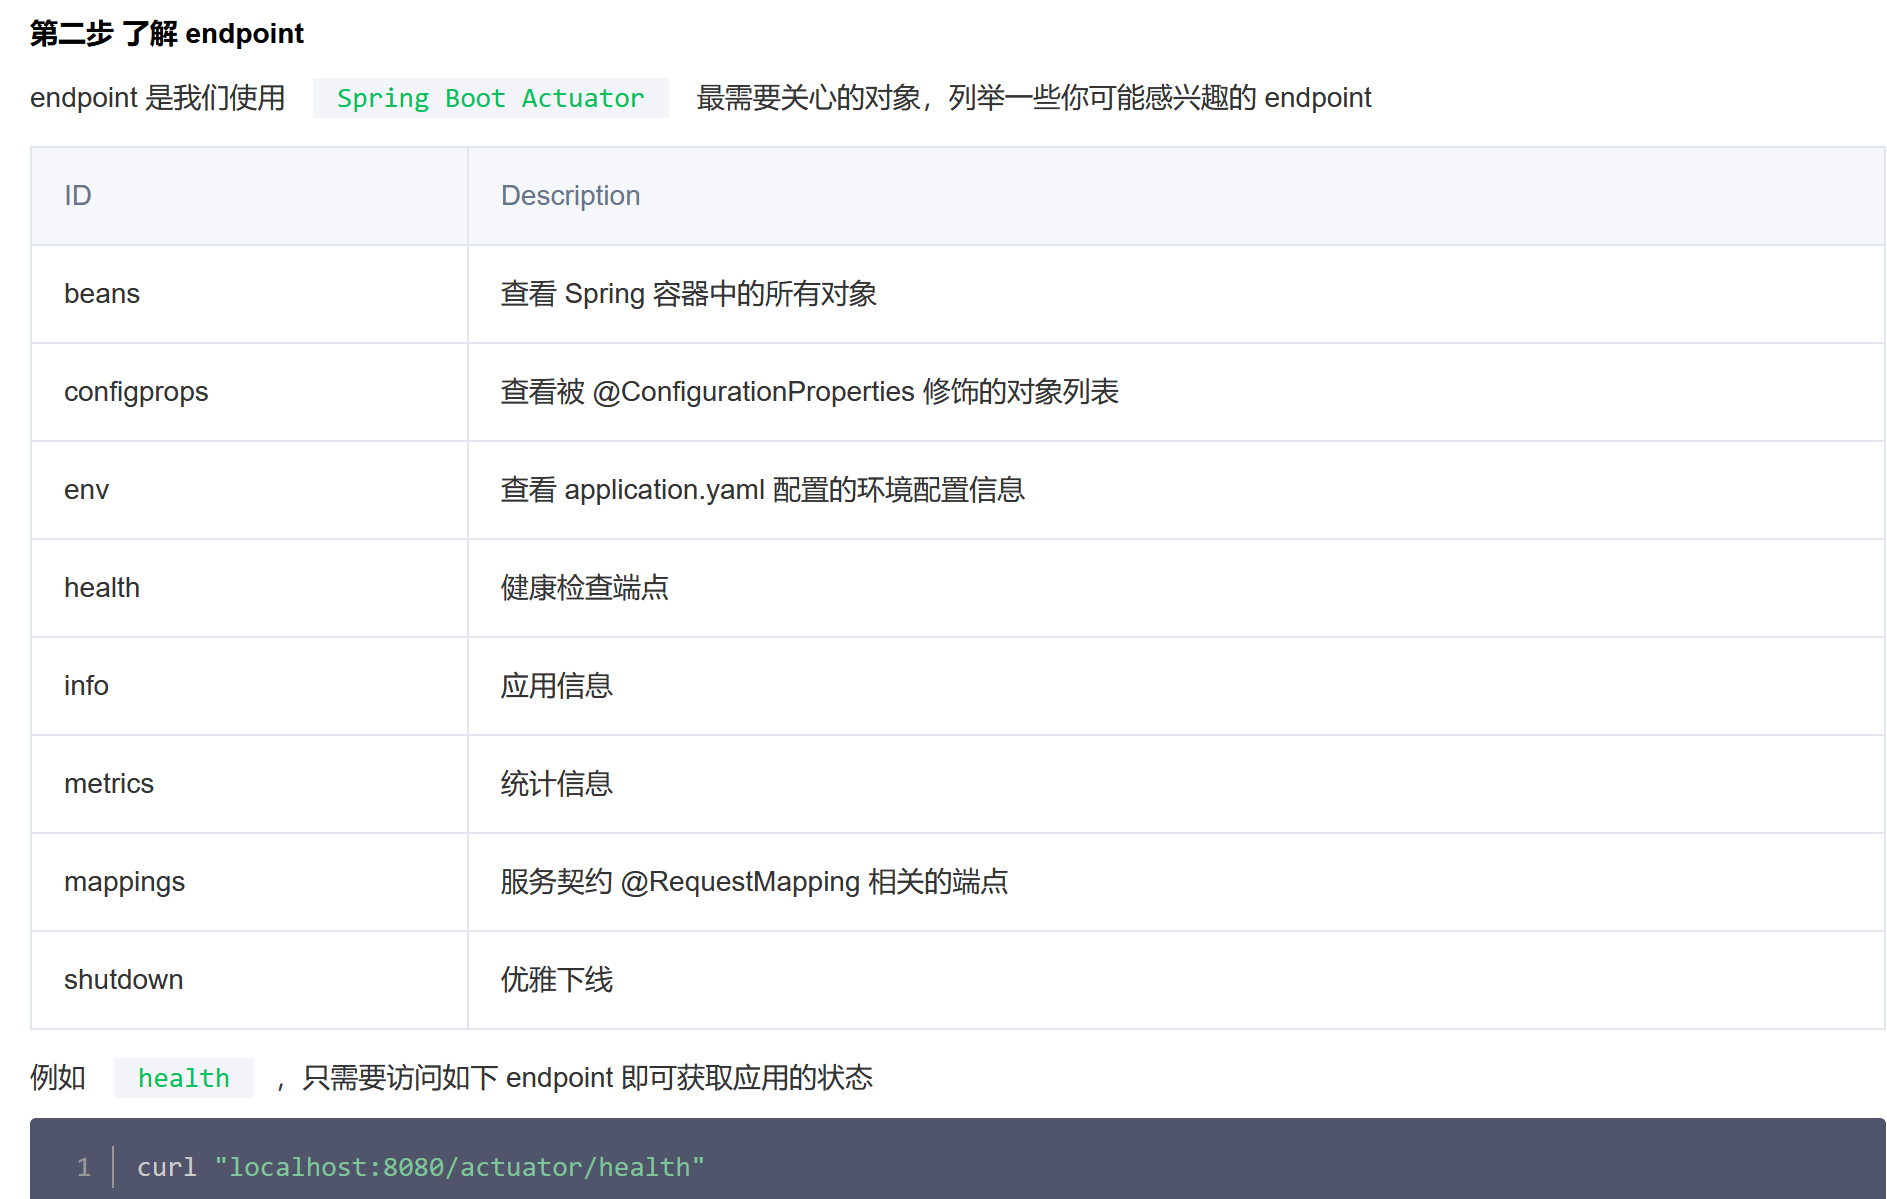 第二步 了解 endpoint
endpoint 是我们使用 Spring Boot Actuator 最需要关心的对象，列举一些你可能感兴趣的 endpoint
ID Description
beans 查看 Spring 容器中的所有对象
configprops 查看被 @ConfigurationProperties 修饰的对象列表
env 查看 application.yaml 配置的环境配置信息
health 健康检查端点
info 应用信息
metrics 统计信息
mappings 服务契约 @RequestMapping 相关的端点
shutdown 优雅下线
例如 health ，只需要访问如下 endpoint 即可获取应用的状态
1 curl "localhost:8080/actuator/health"